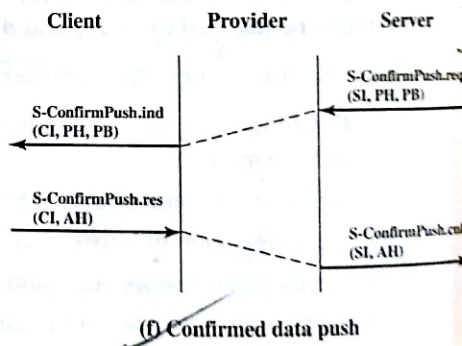 Client Provider Server
S-ConfirmPush.req
(SI, PH, PB)
S-ConfirmPush.ind
(CI, PH, PB)
S-ConfirmPush.res
(CI, AH)
(SI, AH)
(f) Confirmed data push